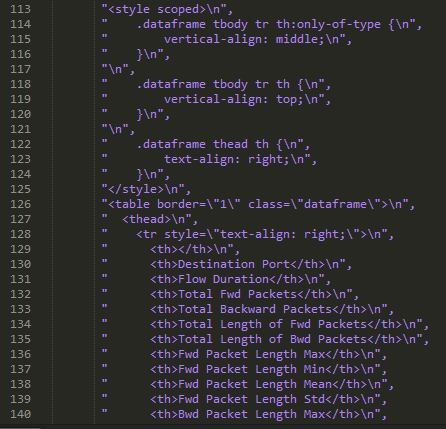 113 "<style scoped>\n",
114 "    .dataframe tbody tr th:only-of-type {\n",
115 "        vertical-align: middle;\n",
116 "    }\n",
117 "\n",
118 "    .dataframe tbody tr th {\n",
119 "        vertical-align: top;\n",
120 "    }\n",
121 "\n",
122 "    .dataframe thead th {\n",
123 "        text-align: right;\n",
124 "    }\n",
125 "</style>\n",
126 "<table border=\"1\" class=\"dataframe\">\n",
127 "  <thead>\n",
128 "    <tr style=\"text-align: right;\">\n",
129 "      <th></th>\n",
130 "      <th>Destination Port</th>\n",
131 "      <th>Flow Duration</th>\n",
132 "      <th>Total Fwd Packets</th>\n",
133 "      <th>Total Backward Packets</th>\n",
134 "      <th>Total Length of Fwd Packets</th>\n",
135 "      <th>Total Length of Bwd Packets</th>\n",
136 "      <th>Fwd Packet Length Max</th>\n",
137 "      <th>Fwd Packet Length Min</th>\n",
138 "      <th>Fwd Packet Length Mean</th>\n",
139 "      <th>Fwd Packet Length Std</th>\n",
140 "      <th>Bwd Packet Length Max</th>\n",